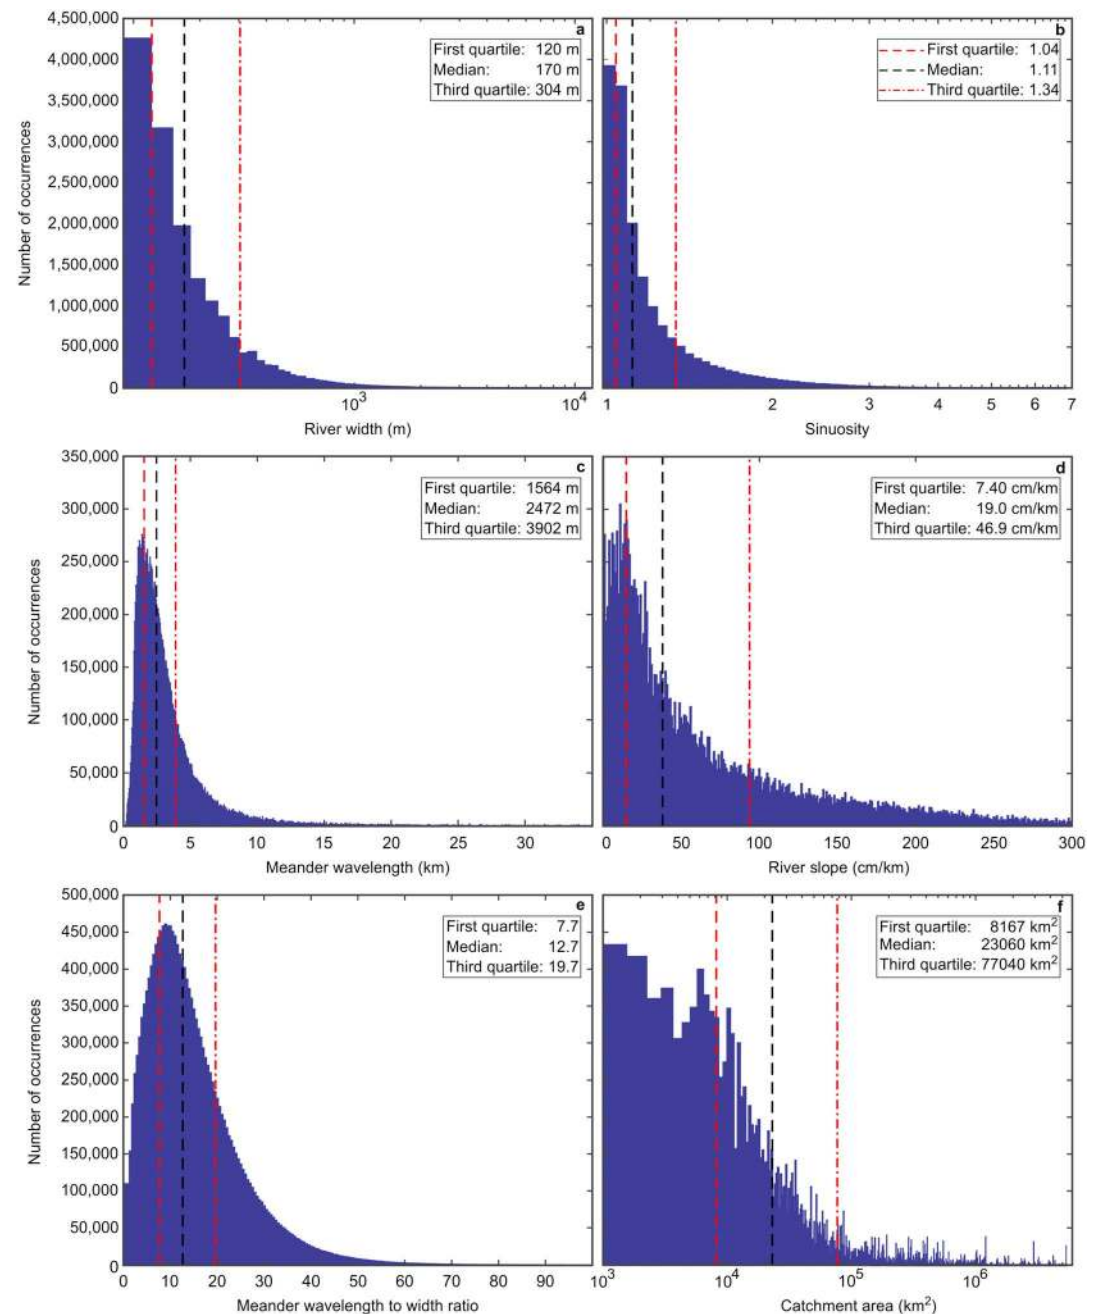 a
First quartile: 120 m
Median: 170 m
Third quartile: 304 m
4,500,000
4,000,000
3,500,000
3,000,000
2,500,000
2,000,000
1,500,000
1,000,000
500,000
0
Number of occurrences
10³ 10⁴
River width (m)
b
First quartile: 1.04
Median: 1.11
Third quartile: 1.34
1 2 3 4 5 6 7
Sinuosity
c
First quartile: 1564 m
Median: 2472 m
Third quartile: 3902 m
350,000
300,000
250,000
200,000
150,000
100,000
50,000
0
Number of occurrences
0 5 10 15 20 25 30
Meander wavelength (km)
d
First quartile: 7.40 cm/km
Median: 19.0 cm/km
Third quartile: 46.9 cm/km
0 50 100 150 200 250 300
River slope (cm/km)
e
First quartile: 7.7
Median: 12.7
Third quartile: 19.7
500,000
450,000
400,000
350,000
300,000
250,000
200,000
150,000
100,000
50,000
0
Number of occurrences
0 10 20 30 40 50 60 70 80 90
Meander wavelength to width ratio
f
First quartile: 8167 km²
Median: 23060 km²
Third quartile: 77040 km²
10³ 10⁴ 10⁵ 10⁶
Catchment area (km²)